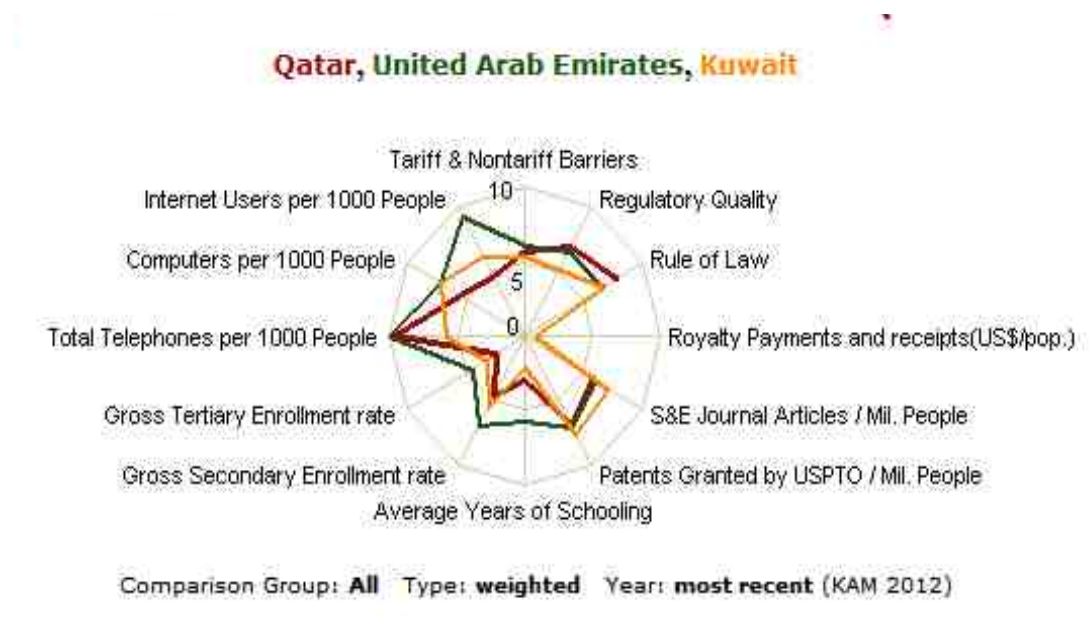 Qatar, United Arab Emirates, Kuwait
Tariff & Nontariff Barriers
10
Internet Users per 1000 People
Regulatory Quality
Computers per 1000 People
Rule of Law
5
0
Total Telephones per 1000 People
Royalty Payments and receipts(US$/pop.)
Gross Tertiary Enrollment rate
S&E Journal Articles / Mil. People
Gross Secondary Enrollment rate
Patents Granted by USPTO / Mil. People
Average Years of Schooling
Comparison Group: All Type: weighted Year: most recent (KAM 2012)